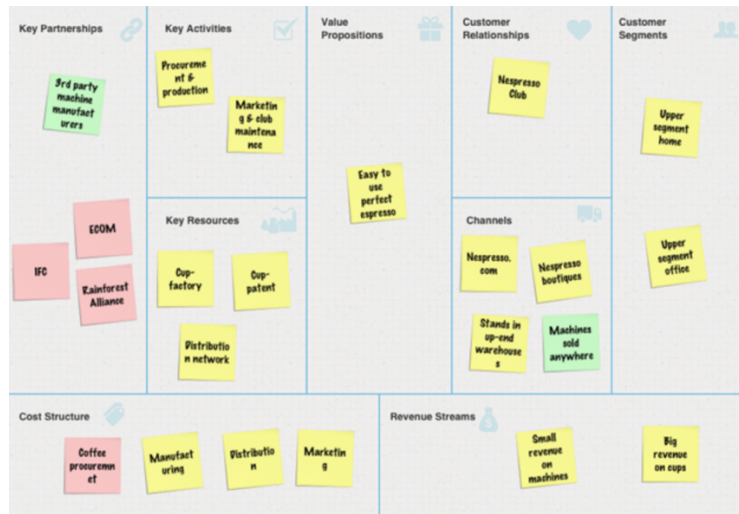 Key Partnerships
3rd party
machine
manufact
urers
ECOM
IFC
Rainforest
Alliance
Key Activities
Procureme
nt &
production
Marketin
g & club
maintena
nce
Key Resources
Cup-
factory
Cup-
patent
Distributio
n network
Value
Propositions
Easy to
use
perfect
espresso
Customer
Relationships
Nespresso
Club
Channels
Nespresso.
com
Nespresso
boutiques
Stands in
up-end
warehouse
s
Machines
sold
anywhere
Customer
Segments
Upper
segment
home
Upper
segment
office
Cost Structure
Coffee
procuremn
et
Manufact
uring
Distributio
n
Marketin
g
Revenue Streams
Small
revenue
on
machines
Big
revenue
on cups